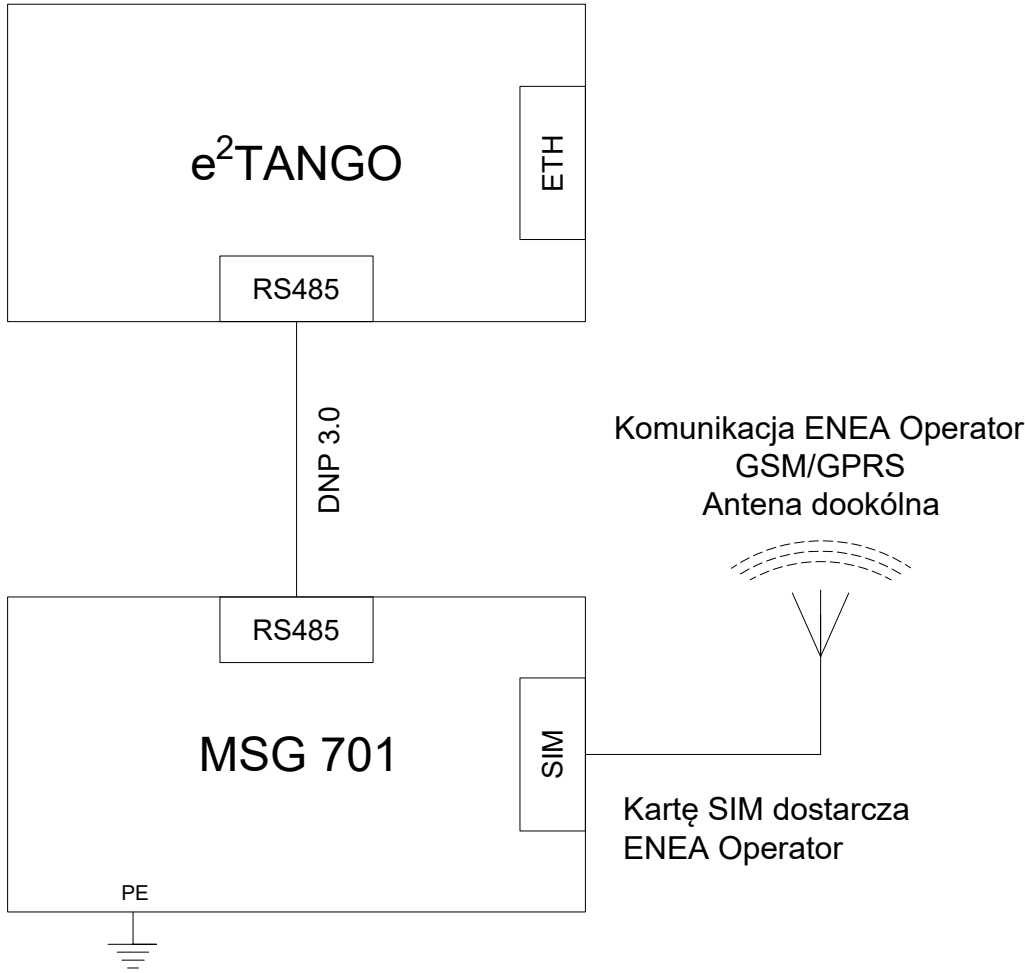 e²TANGO
ETH
RS485
DNP 3.0
Komunikacja ENEA Operator
GSM/GPRS
Antena dookólna
RS485
MSG 701
SIM
Kartę SIM dostarcza
ENEA Operator
PE